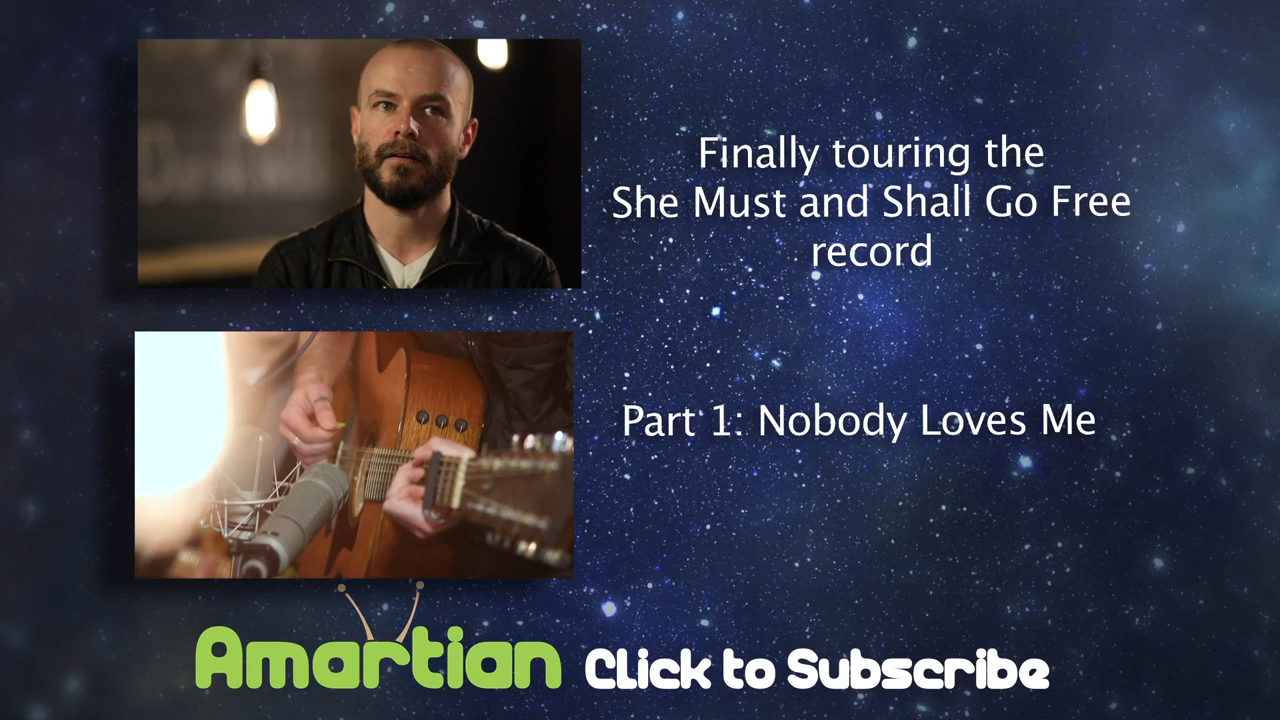 Finally touring the
She Must and Shall Go Free
record
Part 1: Nobody Loves Me
Amartian Click to Subscribe